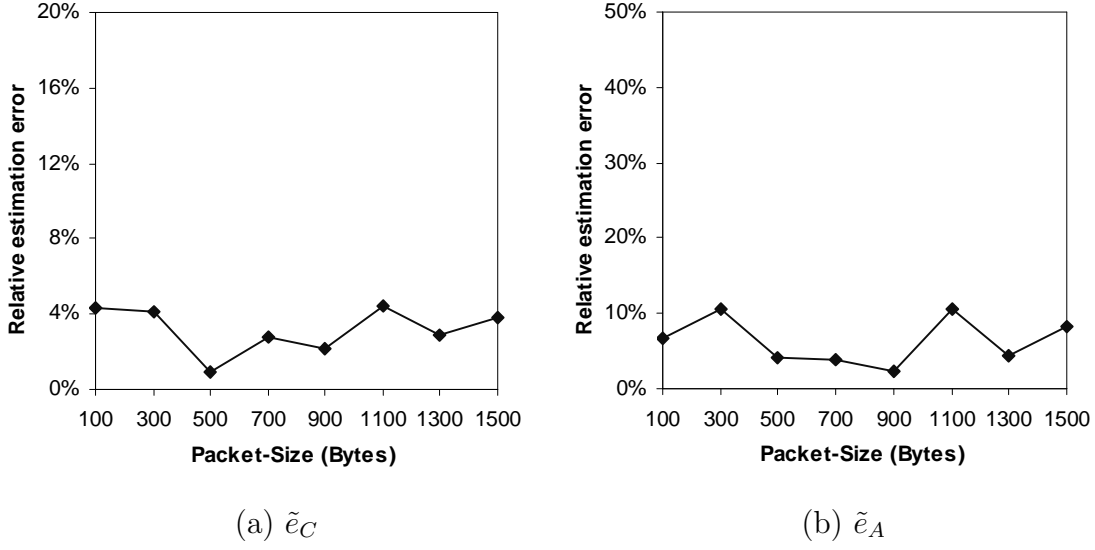 20%
16%
12%
8%
4%
0%
Relative estimation error
100 300 500 700 900 1100 1300 1500
Packet-Size (Bytes)
(a) ẽ_C
50%
40%
30%
20%
10%
0%
Relative estimation error
100 300 500 700 900 1100 1300 1500
Packet-Size (Bytes)
(b) ẽ_A